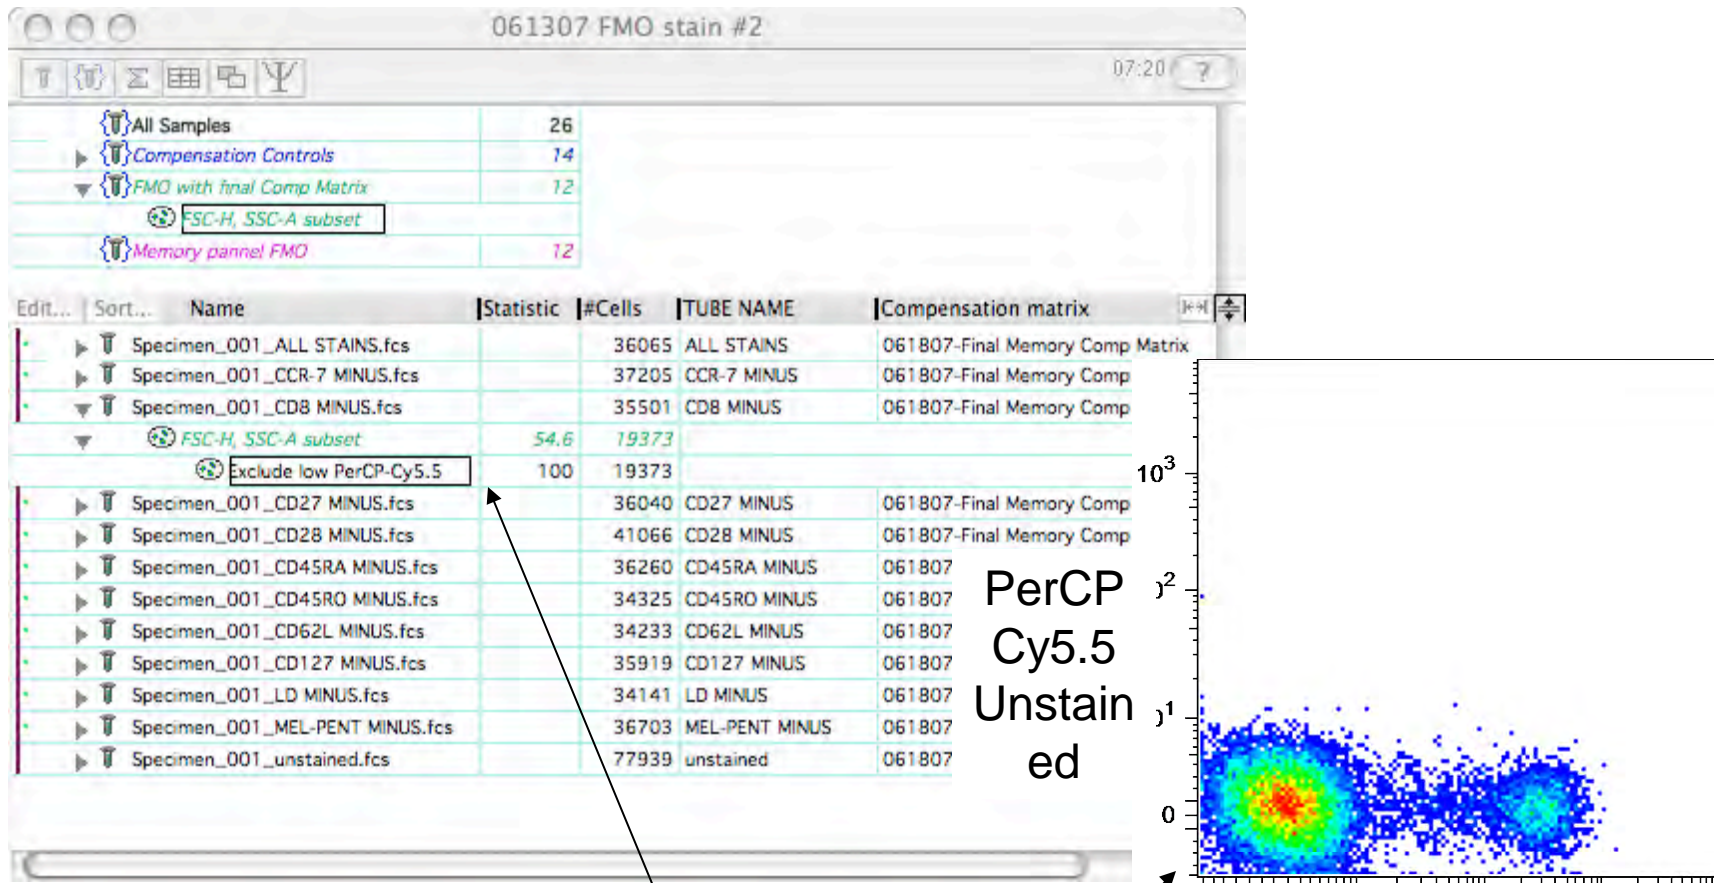 061307 FMO stain #2
07:20 ?
All Samples 26
Compensation Controls 14
FMO with final Comp Matrix 12
FSC-H, SSC-A subset
Memory pannel FMO 12
Edit... Sort... Name Statistic #Cells TUBE NAME Compensation matrix
Specimen_001_ALL STAINS.fcs 36065 ALL STAINS 061807-Final Memory Comp Matrix
Specimen_001_CCR-7 MINUS.fcs 37205 CCR-7 MINUS 061807-Final Memory Comp
Specimen_001_CD8 MINUS.fcs 35501 CD8 MINUS 061807-Final Memory Comp
FSC-H, SSC-A subset 54.6 19373
Exclude low PerCP-Cy5.5 100 19373
Specimen_001_CD27 MINUS.fcs 36040 CD27 MINUS 061807-Final Memory Comp
Specimen_001_CD28 MINUS.fcs 41066 CD28 MINUS 061807-Final Memory Comp
Specimen_001_CD45RA MINUS.fcs 36260 CD45RA MINUS 061807
Specimen_001_CD45RO MINUS.fcs 34325 CD45RO MINUS 061807
Specimen_001_CD62L MINUS.fcs 34233 CD62L MINUS 061807
Specimen_001_CD127 MINUS.fcs 35919 CD127 MINUS 061807
Specimen_001_LD MINUS.fcs 34141 LD MINUS 061807
Specimen_001_MEL-PENT MINUS.fcs 36703 MEL-PENT MINUS 061807
Specimen_001_unstained.fcs 77939 unstained 061807
PerCP
Cy5.5
Unstain
ed
10³
0²
0¹
0